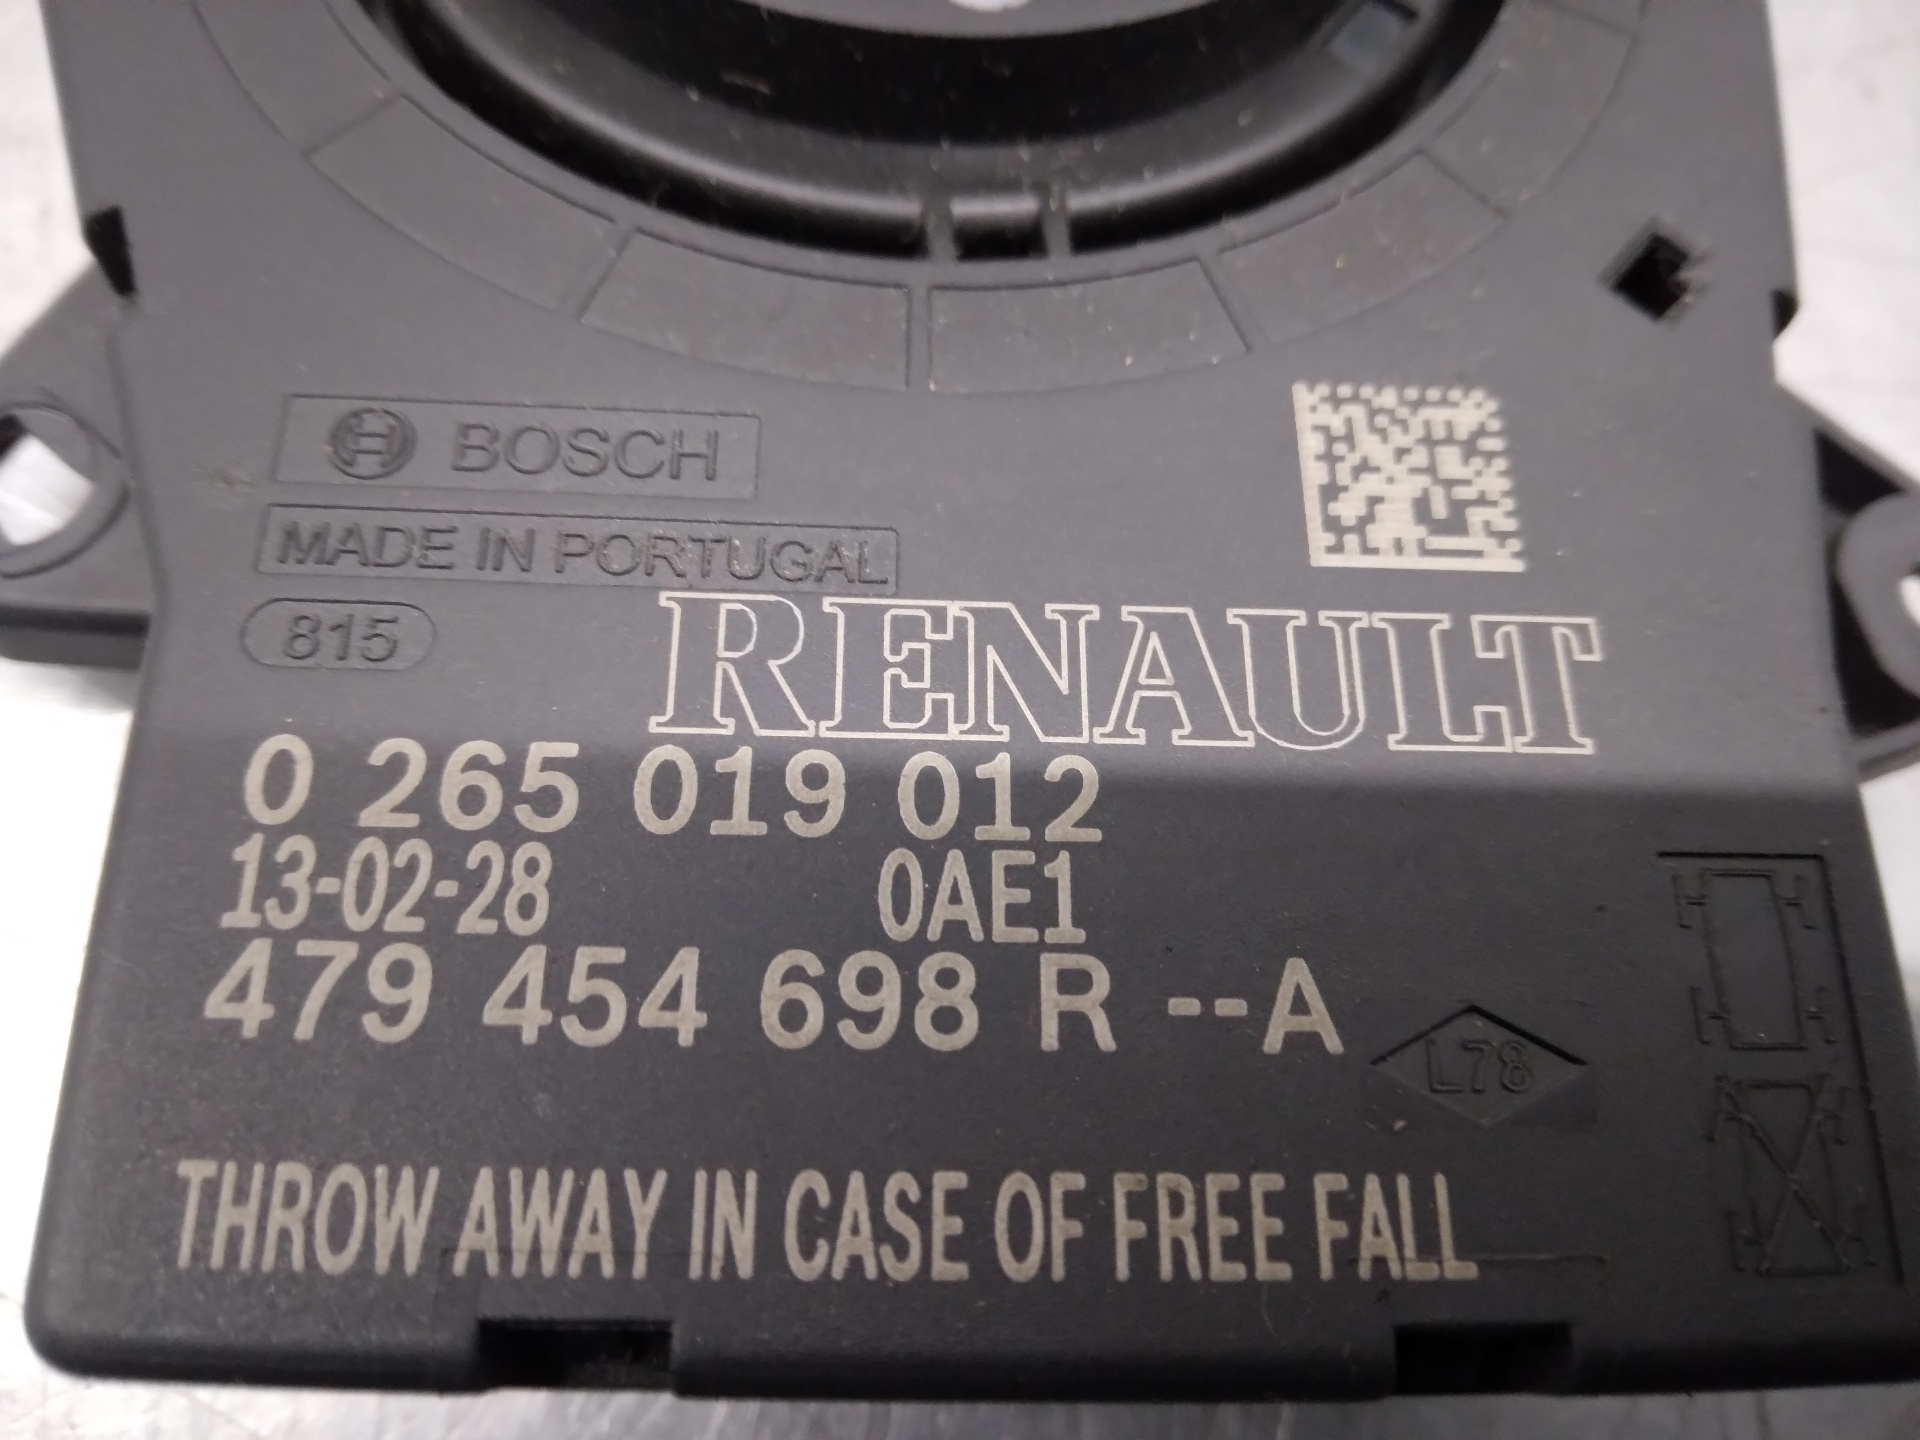 BOSCH
MADE IN PORTUGAL
815
RENAULT
0 265 019 012
13-02-28 0AE1
479 454 698 R --A
L78
THROW AWAY IN CASE OF FREE FALL